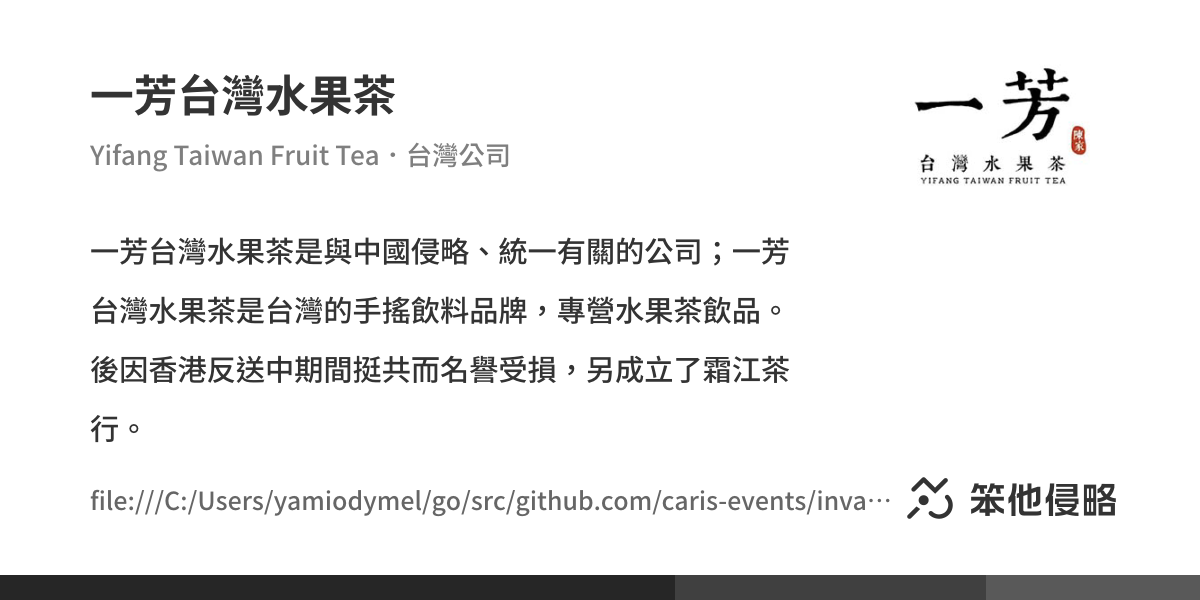 一芳台灣水果茶
Yifang Taiwan Fruit Tea・台灣公司
一芳
陳家
台灣水果茶
YIFANG TAIWAN FRUIT TEA
一芳台灣水果茶是與中國侵略、統一有關的公司；一芳
台灣水果茶是台灣的手搖飲料品牌，專營水果茶飲品。
後因香港反送中期間挺共而名譽受損，另成立了霜江茶
行。
file:///C:/Users/yamiodymel/go/src/github.com/caris-events/inva…
笨他侵略